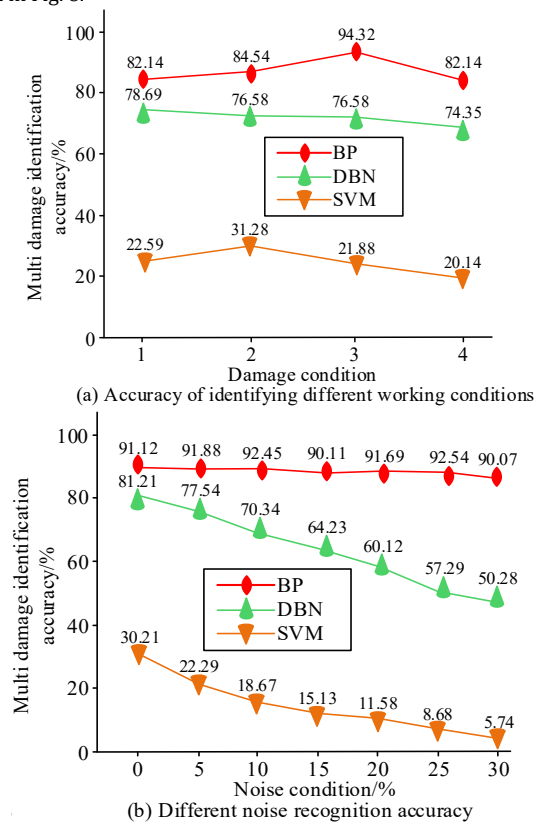 100
80
60
40
20
0
Multi damage identification
accuracy/%
82.14 84.54 94.32 82.14
78.69 76.58 76.58 74.35
BP
DBN
SVM
22.59 31.28 21.88 20.14
1 2 3 4
Damage condition
(a) Accuracy of identifying different working conditions
100
80
60
40
20
0
Multi damage identification
accuracy/%
91.12 91.88 92.45 90.11 91.69 92.54 90.07
81.21 77.54 70.34 64.23 60.12 57.29 50.28
BP
DBN
SVM
30.21 22.29 18.67 15.13 11.58 8.68 5.74
0 5 10 15 20 25 30
Noise condition/%
(b) Different noise recognition accuracy